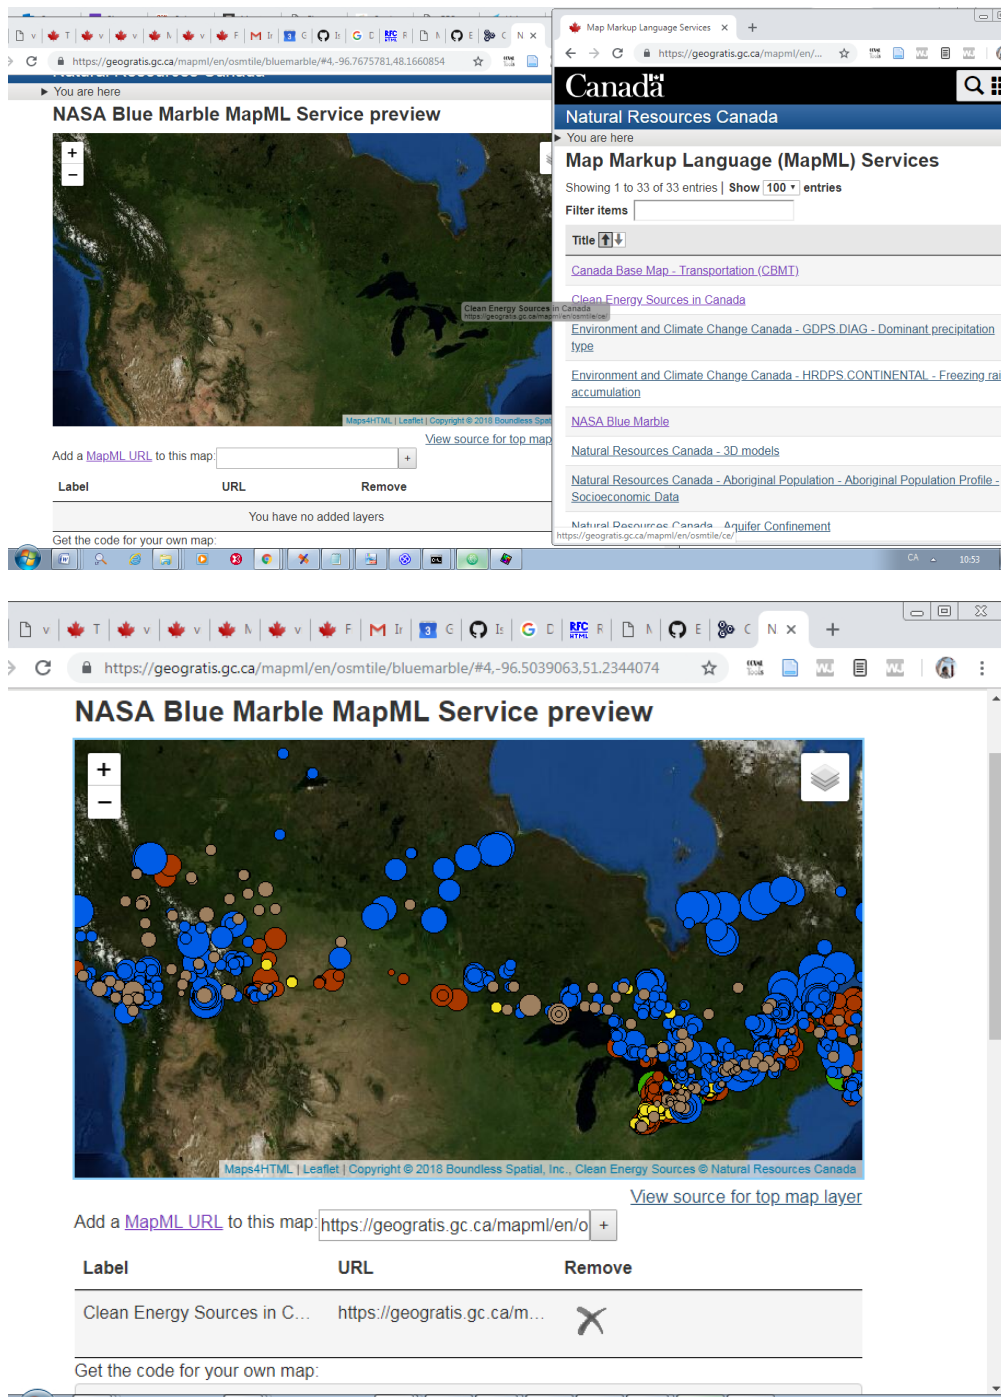 Map Markup Language Services
https://geogratis.gc.ca/mapml/en/osmtile/bluemarble/#4,-96.7675781,48.1660854
https://geogratis.gc.ca/mapml/en/...
You are here
NASA Blue Marble MapML Service preview
+
−
Clean Energy Sources in Canada
https://geogratis.gc.ca/mapml/en/osmtile/ce/
Maps4HTML | Leaflet | Copyright © 2018 Boundless Spat
View source for top map
Add a MapML URL to this map:
+
Label URL Remove
You have no added layers
Get the code for your own map:
Canada
Natural Resources Canada
You are here
Map Markup Language (MapML) Services
Showing 1 to 33 of 33 entries | Show 100 entries
Filter items
Title
Canada Base Map - Transportation (CBMT)
Clean Energy Sources in Canada
Environment and Climate Change Canada - GDPS.DIAG - Dominant precipitation
type
Environment and Climate Change Canada - HRDPS.CONTINENTAL - Freezing rai
accumulation
NASA Blue Marble
Natural Resources Canada - 3D models
Natural Resources Canada - Aboriginal Population - Aboriginal Population Profile -
Socioeconomic Data
Natural Resources Canada - Aquifer Confinement
https://geogratis.gc.ca/mapml/en/osmtile/ce/
CA 10:53
https://geogratis.gc.ca/mapml/en/osmtile/bluemarble/#4,-96.5039063,51.2344074
NASA Blue Marble MapML Service preview
+
−
Maps4HTML | Leaflet | Copyright © 2018 Boundless Spatial, Inc., Clean Energy Sources © Natural Resources Canada
View source for top map layer
Add a MapML URL to this map: https://geogratis.gc.ca/mapml/en/o +
Label URL Remove
Clean Energy Sources in C... https://geogratis.gc.ca/m...
Get the code for your own map: